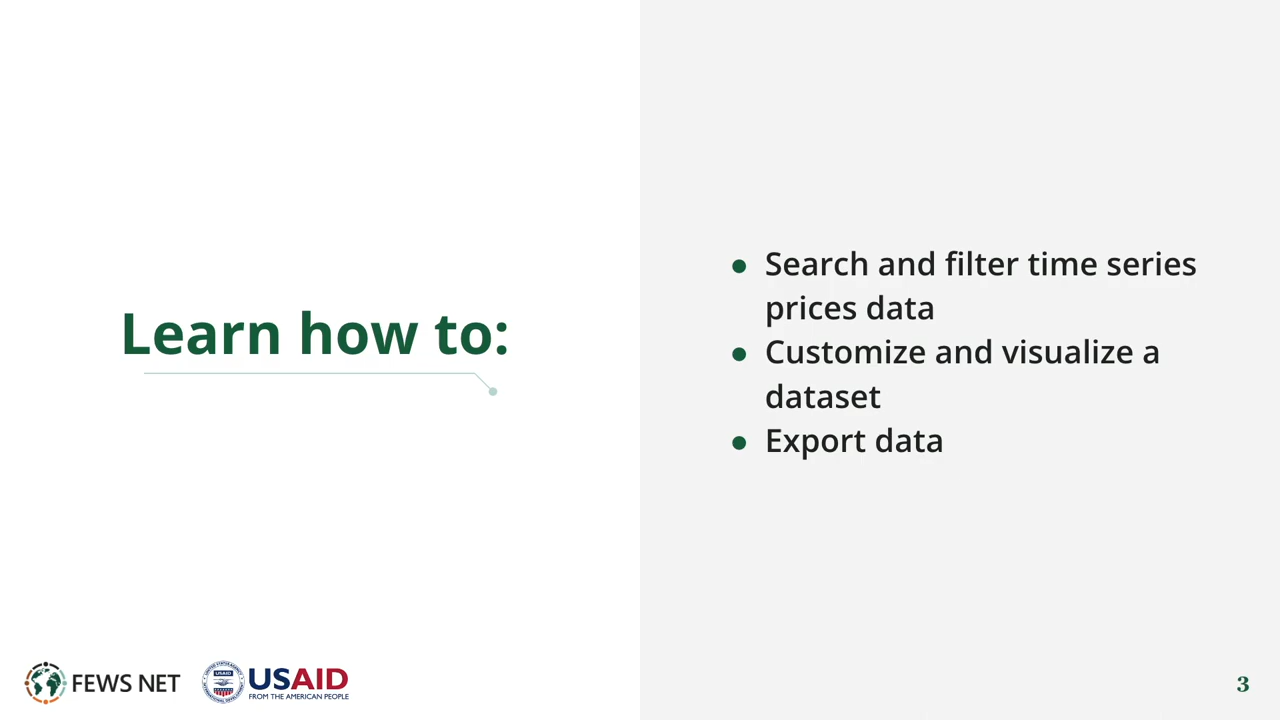 Learn how to:
● Search and filter time series
prices data
● Customize and visualize a
dataset
● Export data
FEWS NET
USAID
FROM THE AMERICAN PEOPLE
3